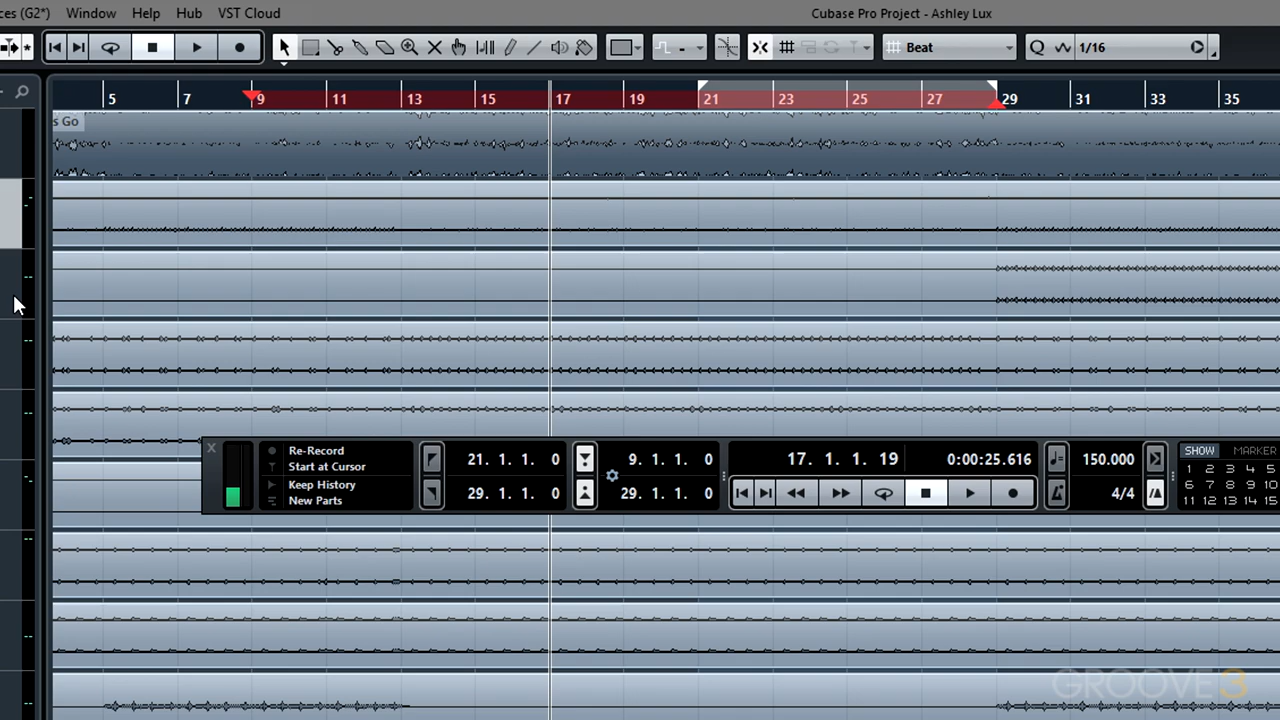 ces (G2*) Window Help Hub VST Cloud Cubase Pro Project - Ashley Lux
Beat Q 1/16
5 7 9 11 13 15 17 19 21 23 25 27 29 31 33 35
s Go
X Re-Record 21. 1. 1. 0 9. 1. 1. 0 17. 1. 1. 19 0:00:25.616 150.000 SHOW MARKER
Start at Cursor 1 2 3 4 5
Keep History 29. 1. 1. 0 29. 1. 1. 0 4/4 6 7 8 9 10
New Parts 11 12 13 14 15
GROOVE3